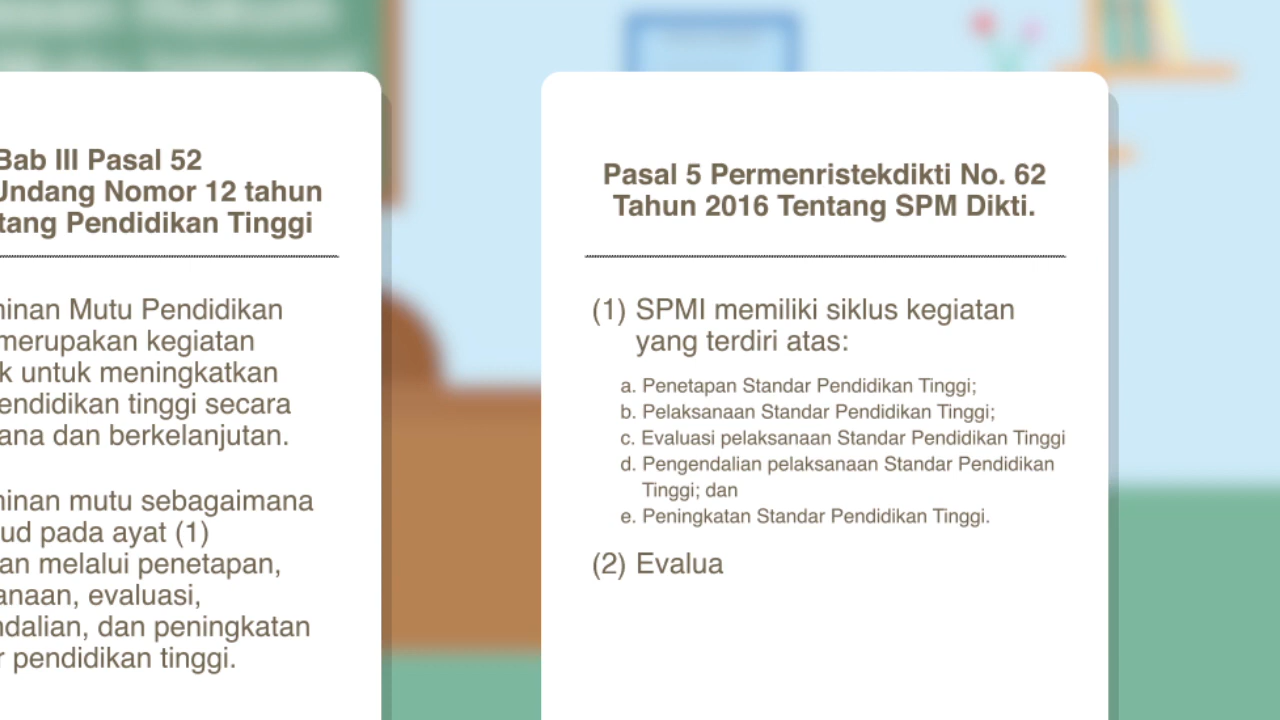 Bab III Pasal 52
Undang Nomor 12 tahun
tang Pendidikan Tinggi
ninan Mutu Pendidikan
merupakan kegiatan
k untuk meningkatkan
endidikan tinggi secara
ana dan berkelanjutan.
ninan mutu sebagaimana
ud pada ayat (1)
an melalui penetapan,
anaan, evaluasi,
ndalian, dan peningkatan
r pendidikan tinggi.
Pasal 5 Permenristekdikti No. 62
Tahun 2016 Tentang SPM Dikti.
(1) SPMI memiliki siklus kegiatan
yang terdiri atas:
a. Penetapan Standar Pendidikan Tinggi;
b. Pelaksanaan Standar Pendidikan Tinggi;
c. Evaluasi pelaksanaan Standar Pendidikan Tinggi
d. Pengendalian pelaksanaan Standar Pendidikan
Tinggi; dan
e. Peningkatan Standar Pendidikan Tinggi.
(2) Evalua